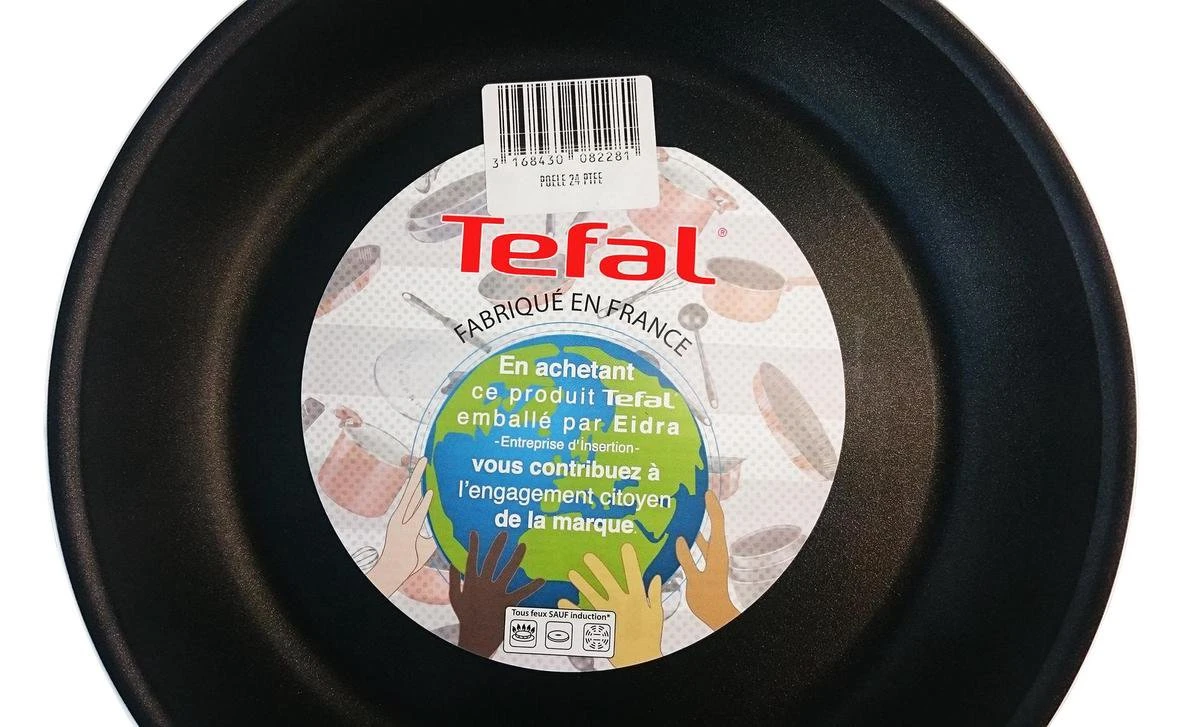 3 168430 082281
POELE 24 PTFE
Tefal®
FABRIQUÉ EN FRANCE
En achetant
ce produit Tefal
emballé par Eidra
-Entreprise d'Insertion-
vous contribuez à
l'engagement citoyen
de la marque.
Tous feux SAUF induction*